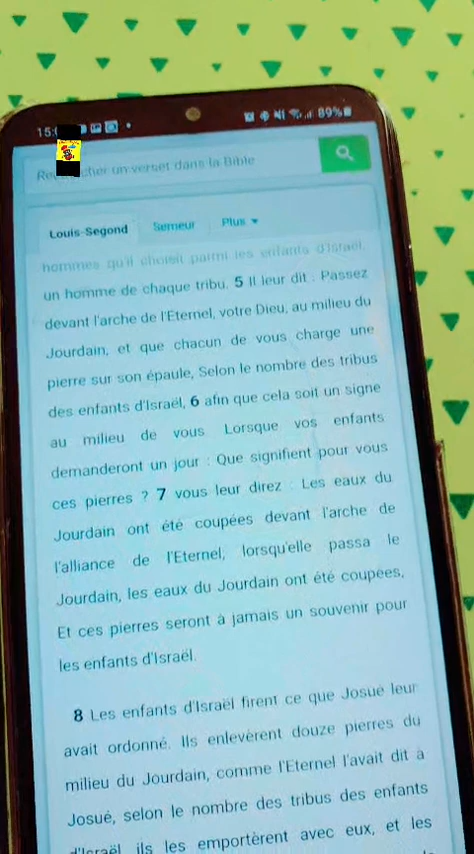 89%
Rechercher un verset dans la Bible
Louis-Segond Semeur Plus
hommes qu'il choisit parmi les enfants d'Israël,
un homme de chaque tribu. 5 Il leur dit : Passez
devant l'arche de l'Eternel, votre Dieu, au milieu du
Jourdain, et que chacun de vous charge une
pierre sur son épaule, Selon le nombre des tribus
des enfants d'Israël, 6 afin que cela soit un signe
au milieu de vous Lorsque vos enfants
demanderont un jour : Que signifient pour vous
ces pierres ? 7 vous leur direz : Les eaux du
Jourdain ont été coupées devant l'arche de
l'alliance de l'Eternel, lorsqu'elle passa le
Jourdain, les eaux du Jourdain ont été coupées,
Et ces pierres seront à jamais un souvenir pour
les enfants d'Israël.
8 Les enfants d'Israël firent ce que Josué leur
avait ordonné. Ils enlevèrent douze pierres du
milieu du Jourdain, comme l'Eternel l'avait dit à
Josué, selon le nombre des tribus des enfants
d'Israël, ils les emportèrent avec eux, et les